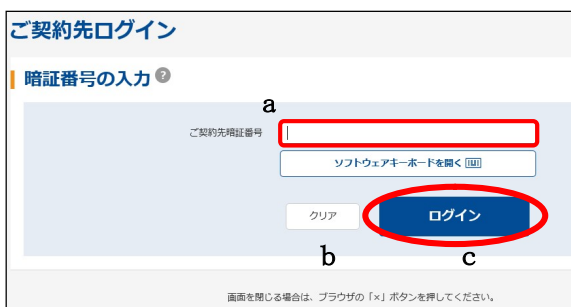 ご契約先ログイン
暗証番号の入力 ?
a
ご契約先暗証番号
ソフトウェアキーボードを開く
クリア ログイン
b c
画面を閉じる場合は、ブラウザの「×」ボタンを押してください。